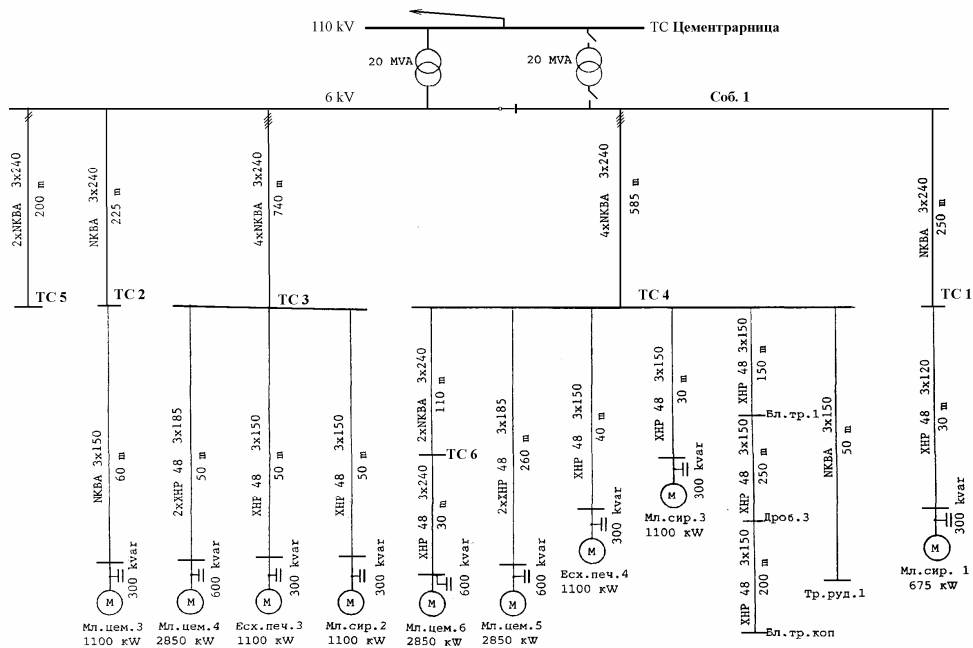 110 kV
ТС Цементрарница
20 MVA
20 MVA
6 kV
Соб. 1
2xNKBA 3x240
200 m
NKBA 3x240
225 m
4xNKBA 3x240
740 m
4xNKBA 3x240
585 m
NKBA 3x240
250 m
ТС 5
ТС 2
ТС 3
ТС 4
ТС 1
NKBA 3x150
60 m
2xXHP 48 3x185
50 m
XHP 48 3x150
50 m
XHP 48 3x150
50 m
2xNKBA 3x240
110 m
ТС 6
XHP 48 3x240
30 m
2xXHP 48 3x185
260 m
XHP 48 3x150
40 m
XHP 48 3x150
30 m
XHP 48 3x150
150 m
Бл.тр.1
XHP 48 3x150
250 m
Дроб.3
XHP 48 3x150
200 m
Бл.тр.коп
NKBA 3x150
50 m
Тр.руд.1
XHP 48 3x120
30 m
300 kvar
M
Мл.цем.3
1100 kW
600 kvar
M
Мл.цем.4
2850 kW
300 kvar
M
Есх.печ.3
1100 kW
300 kvar
M
Мл.сир.2
1100 kW
600 kvar
M
Мл.цем.6
2850 kW
600 kvar
M
Мл.цем.5
2850 kW
300 kvar
M
Есх.печ.4
1100 kW
300 kvar
M
Мл.сир.3
1100 kW
300 kvar
M
Мл.сир. 1
675 kW